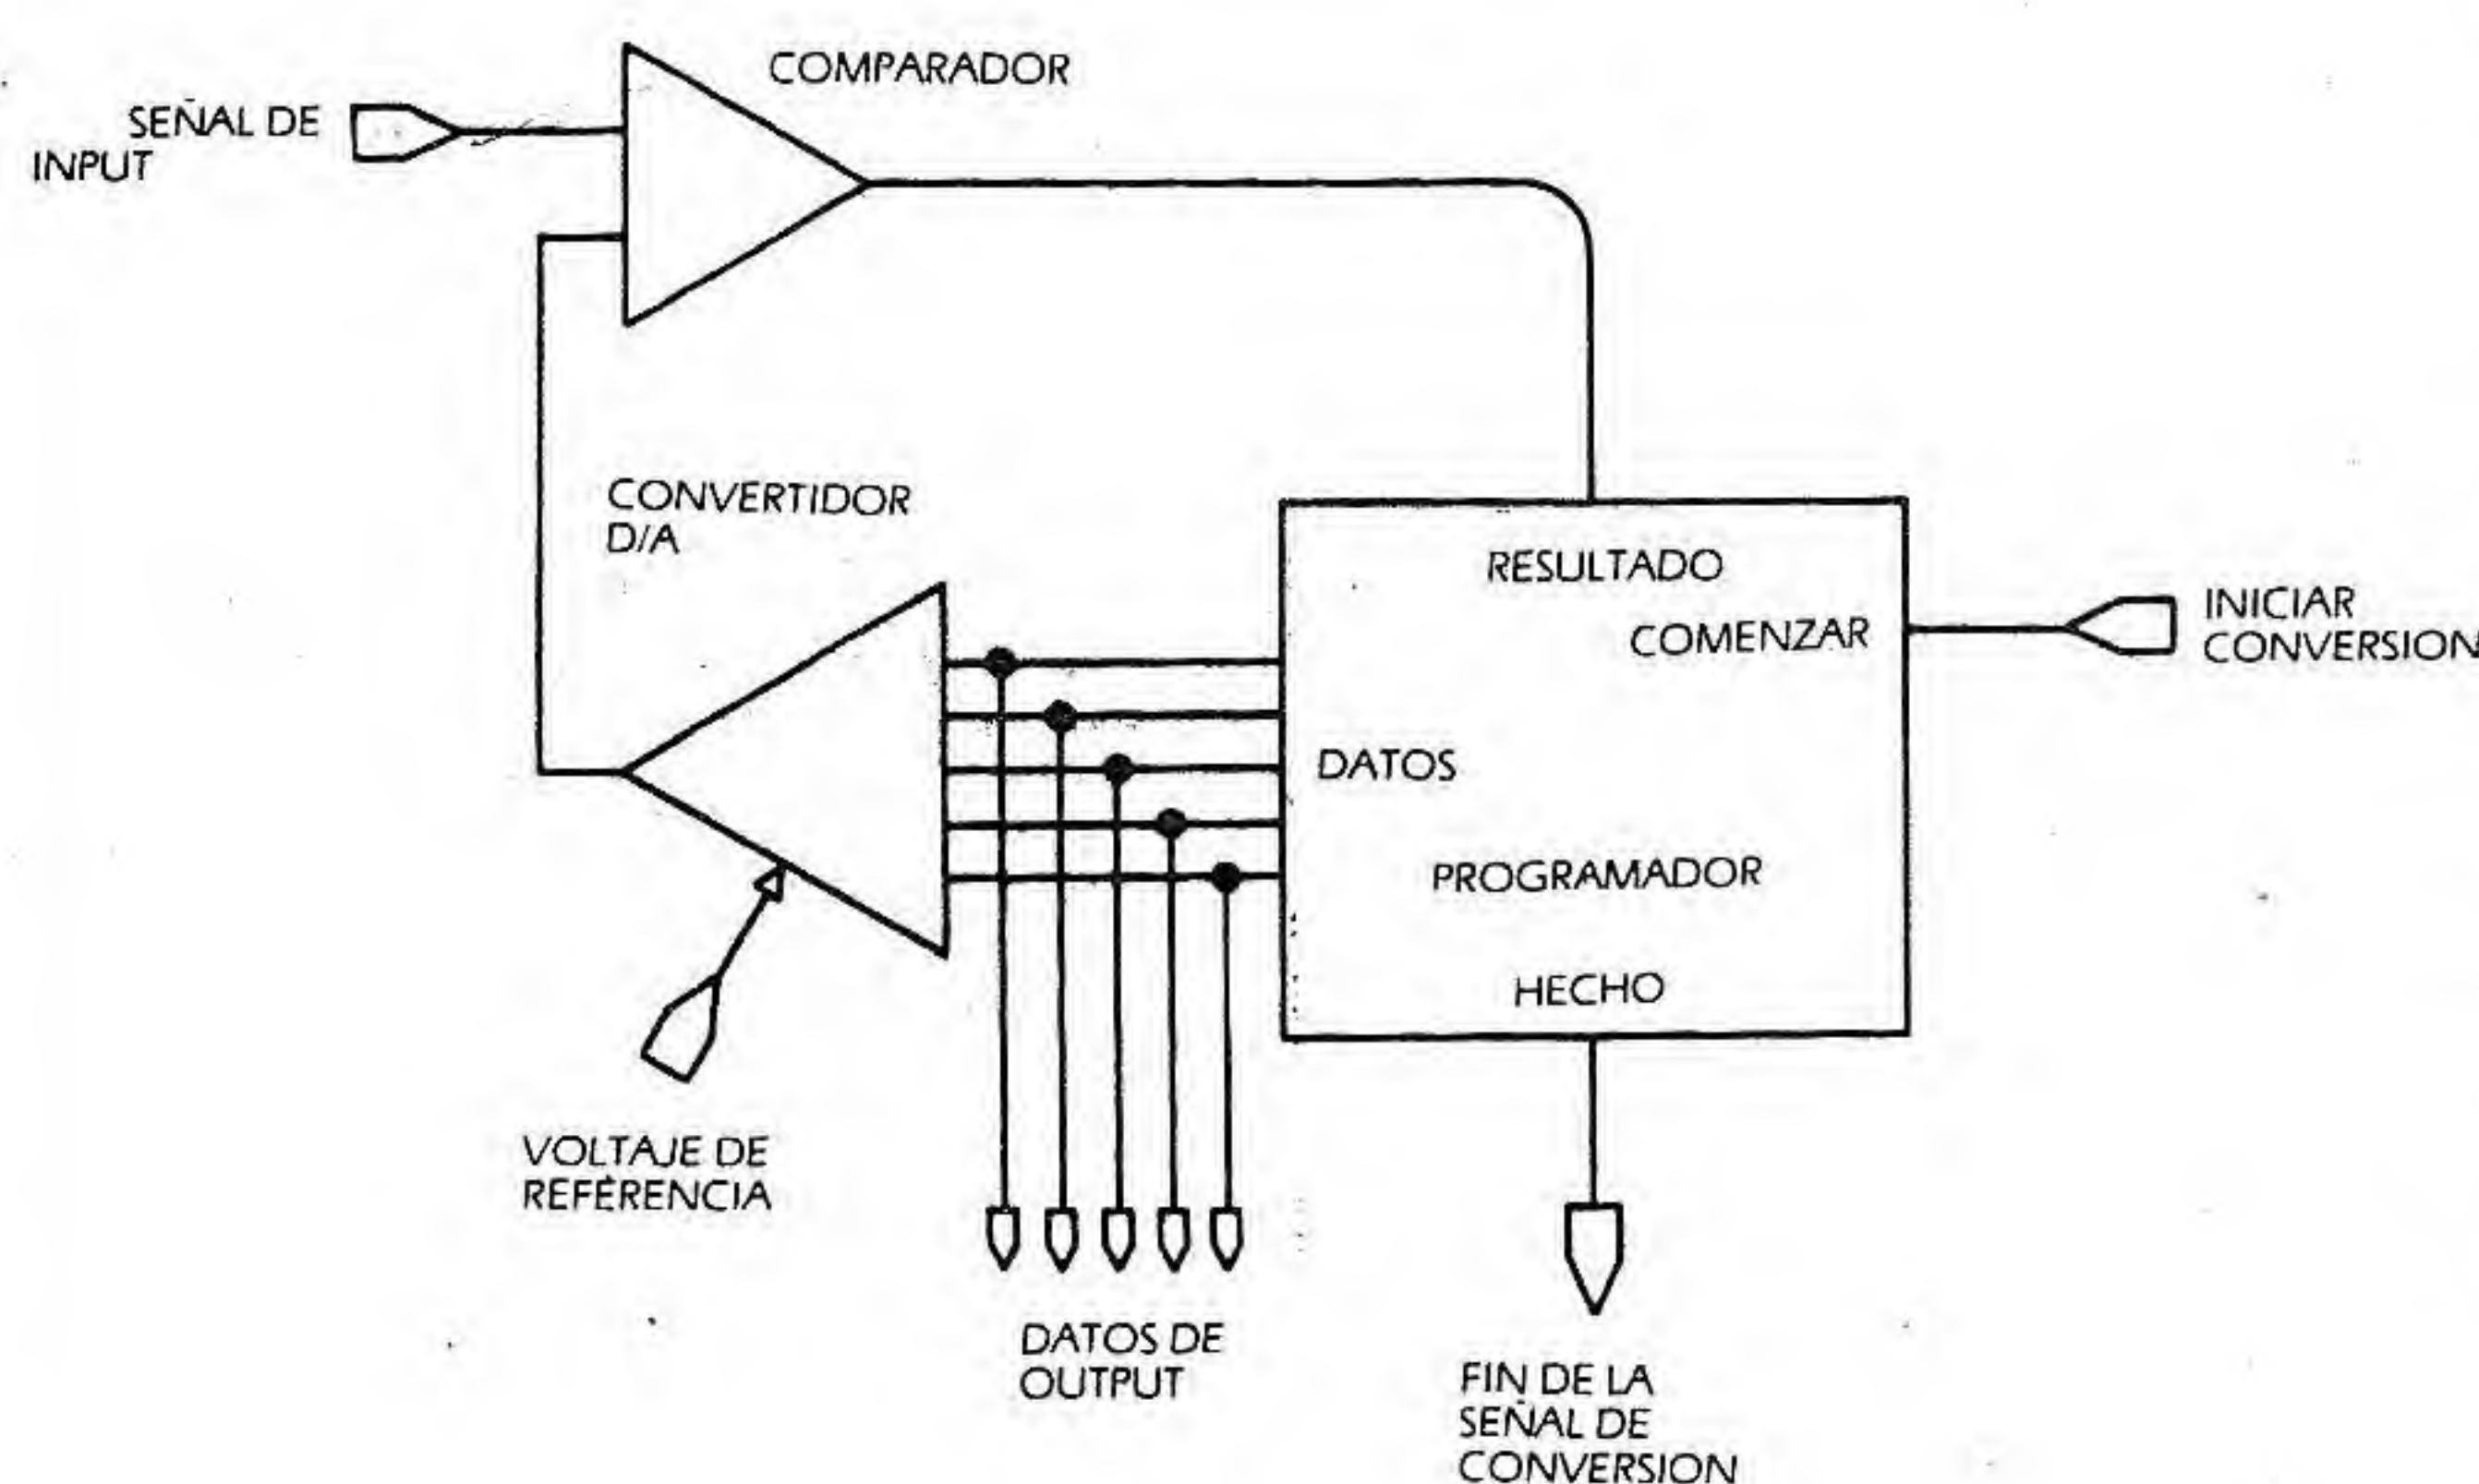 COMPARADOR
SEÑAL DE
INPUT
CONVERTIDOR
D/A
RESULTADO
COMENZAR
INICIAR
CONVERSION
DATOS
PROGRAMADOR
HECHO
VOLTAJE DE
REFERENCIA
DATOS DE
OUTPUT
FIN DE LA
SEÑAL DE
CONVERSION